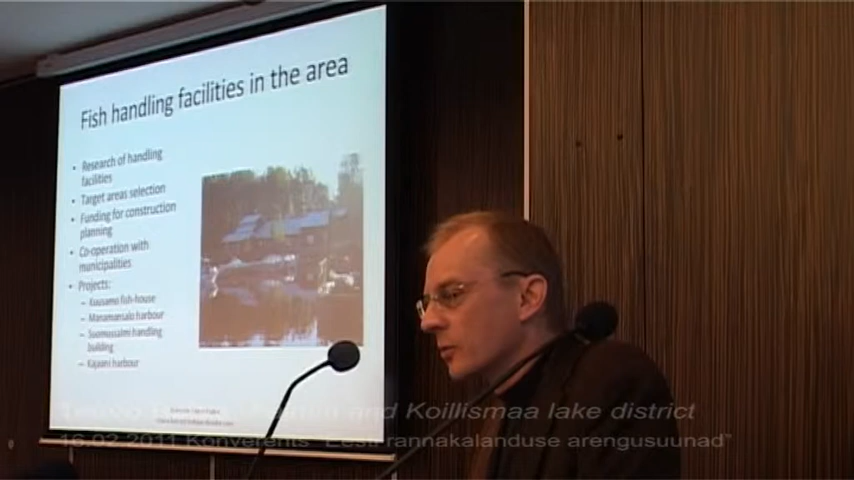 Fish handling facilities in the area
• Research of handling
facilities
• Target areas selection
• Funding for construction
planning
• Co-operation with
municipalities
• Projects:
– Kuusamo fish-house
– Manamansalo harbour
– Suomussalmi handling
building
– Kajaani harbour
and Koillismaa lake district
16.02.2011 Konverents "Eesti rannakalanduse arengusuunad"